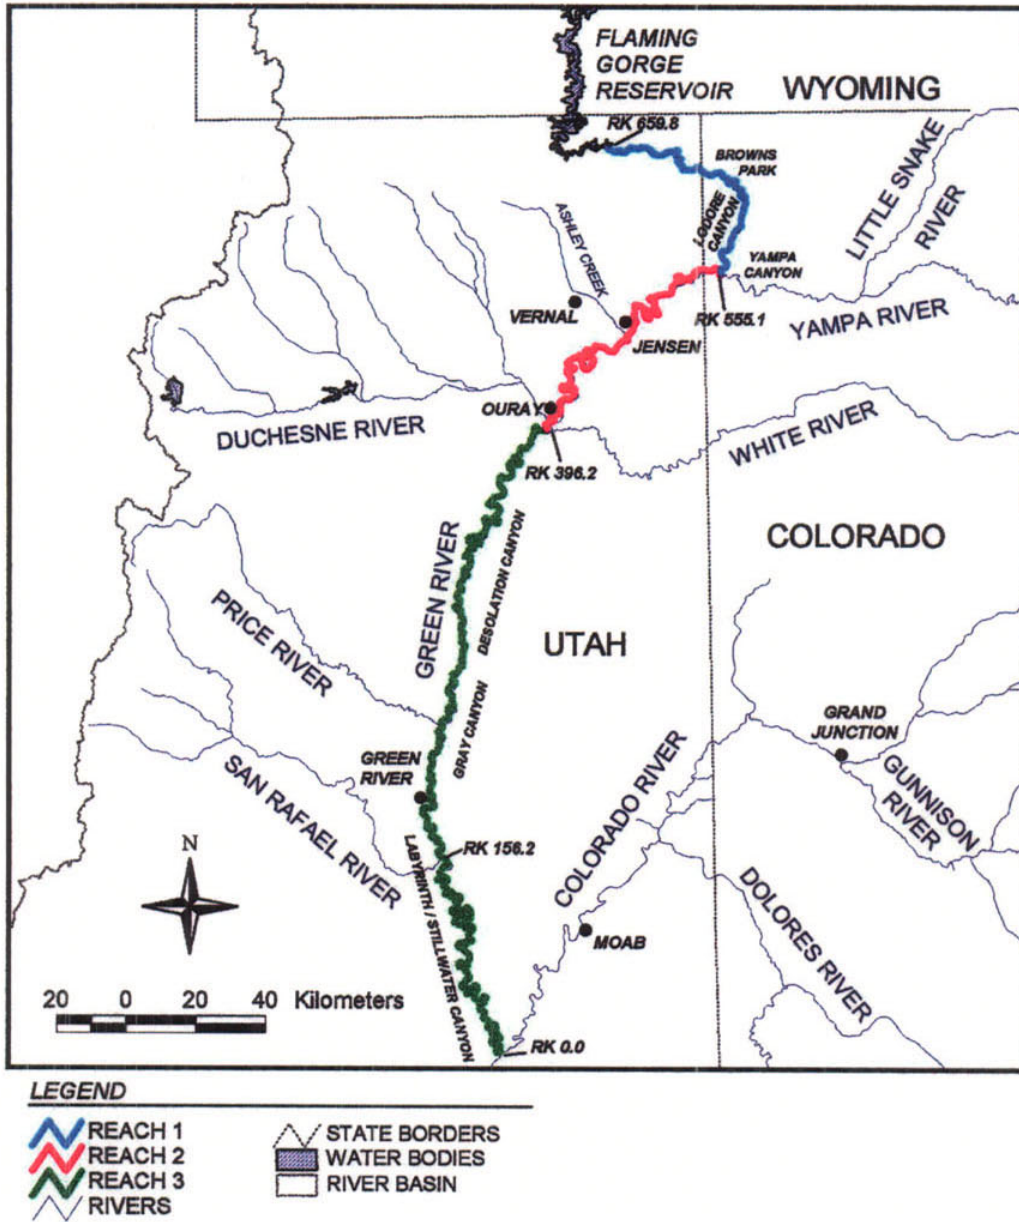 FLAMING
GORGE
RESERVOIR
WYOMING
RK 659.8
BROWNS
PARK
LITTLE SNAKE
RIVER
LODORE
CANYON
ASHLEY CREEK
YAMPA
CANYON
VERNAL
RK 555.1
YAMPA RIVER
JENSEN
OURAY
DUCHESNE RIVER
WHITE RIVER
RK 396.2
GREEN RIVER
DESOLATION CANYON
COLORADO
PRICE RIVER
UTAH
GRAY CANYON
GRAND
JUNCTION
GREEN
RIVER
COLORADO RIVER
GUNNISON
RIVER
SAN RAFAEL RIVER
N
RK 156.2
LABYRINTH / STILLWATER CANYON
DOLORES RIVER
MOAB
20 0 20 40 Kilometers
RK 0.0
LEGEND
REACH 1
REACH 2
REACH 3
RIVERS
STATE BORDERS
WATER BODIES
RIVER BASIN